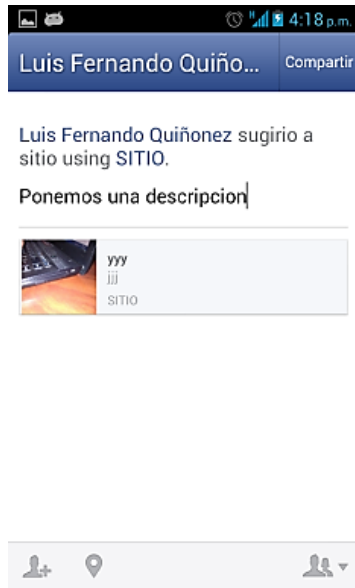 H 4:18 p.m.
Luis Fernando Quiño... Compartir
Luis Fernando Quiñonez sugirio a
sitio using SITIO.
Ponemos una descripcion
yyy
jjj
SITIO